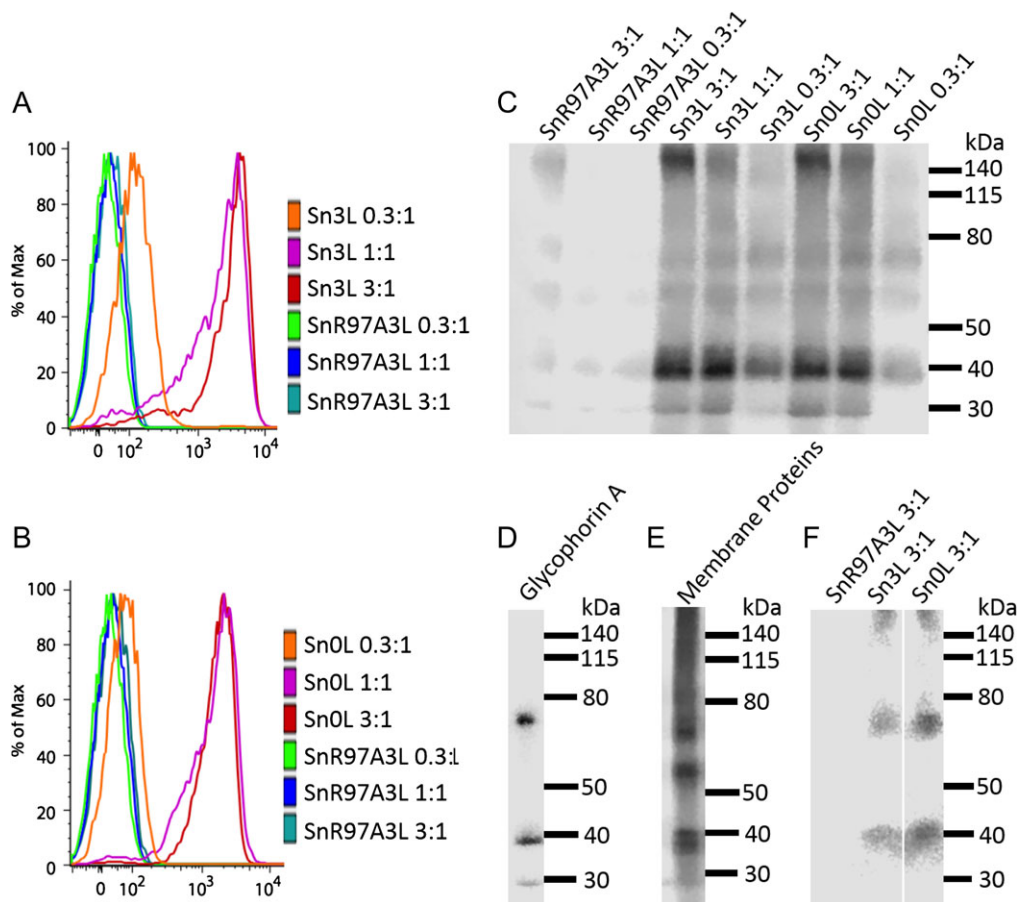 A
% of Max
100
80
60
40
20
0
0 10² 10³ 10⁴
Sn3L 0.3:1
Sn3L 1:1
Sn3L 3:1
SnR97A3L 0.3:1
SnR97A3L 1:1
SnR97A3L 3:1
B
% of Max
100
80
60
40
20
0
0 10² 10³ 10⁴
Sn0L 0.3:1
Sn0L 1:1
Sn0L 3:1
SnR97A3L 0.3:1
SnR97A3L 1:1
SnR97A3L 3:1
C
SnR97A3L 3:1
SnR97A3L 1:1
SnR97A3L 0.3:1
Sn3L 3:1
Sn3L 1:1
Sn3L 0.3:1
Sn0L 3:1
Sn0L 1:1
Sn0L 0.3:1
kDa
140
115
80
50
40
30
D
Glycophorin A
kDa
140
115
80
50
40
30
E
Membrane Proteins
kDa
140
115
80
50
40
30
F
SnR97A3L 3:1
Sn3L 3:1
Sn0L 3:1
kDa
140
115
80
50
40
30